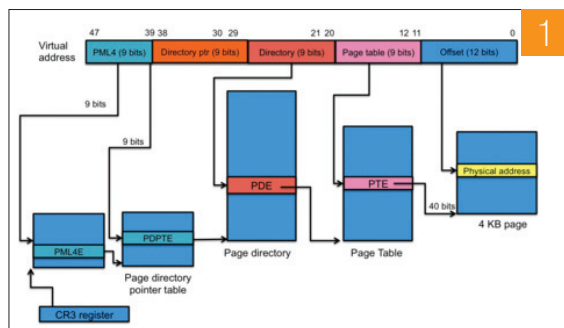 47 39 38 30 29 21 20 12 11 0
1
Virtual
address
PML4 (9 bits) Directory ptr (9 bits) Directory (9 bits) Page table (9 bits) Offset (12 bits)
9 bits
9 bits
PDE
PTE
Physical address
40 bits
4 KB page
PML4E
PDPTE
Page directory
Page Table
Page directory
pointer table
CR3 register